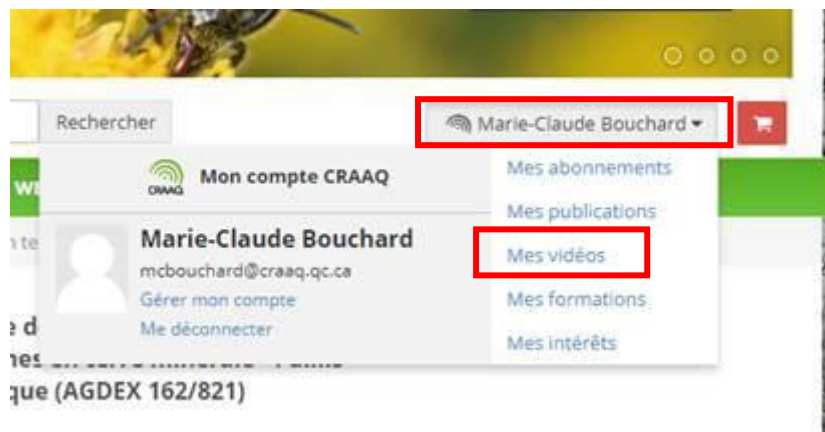 Rechercher
Marie-Claude Bouchard
CRAAQ
Mon compte CRAAQ
Mes abonnements
Mes publications
Marie-Claude Bouchard
Mes vidéos
mcbouchard@craaq.qc.ca
Gérer mon compte
Mes formations
Me déconnecter
Mes intérêts
que (AGDEX 162/821)